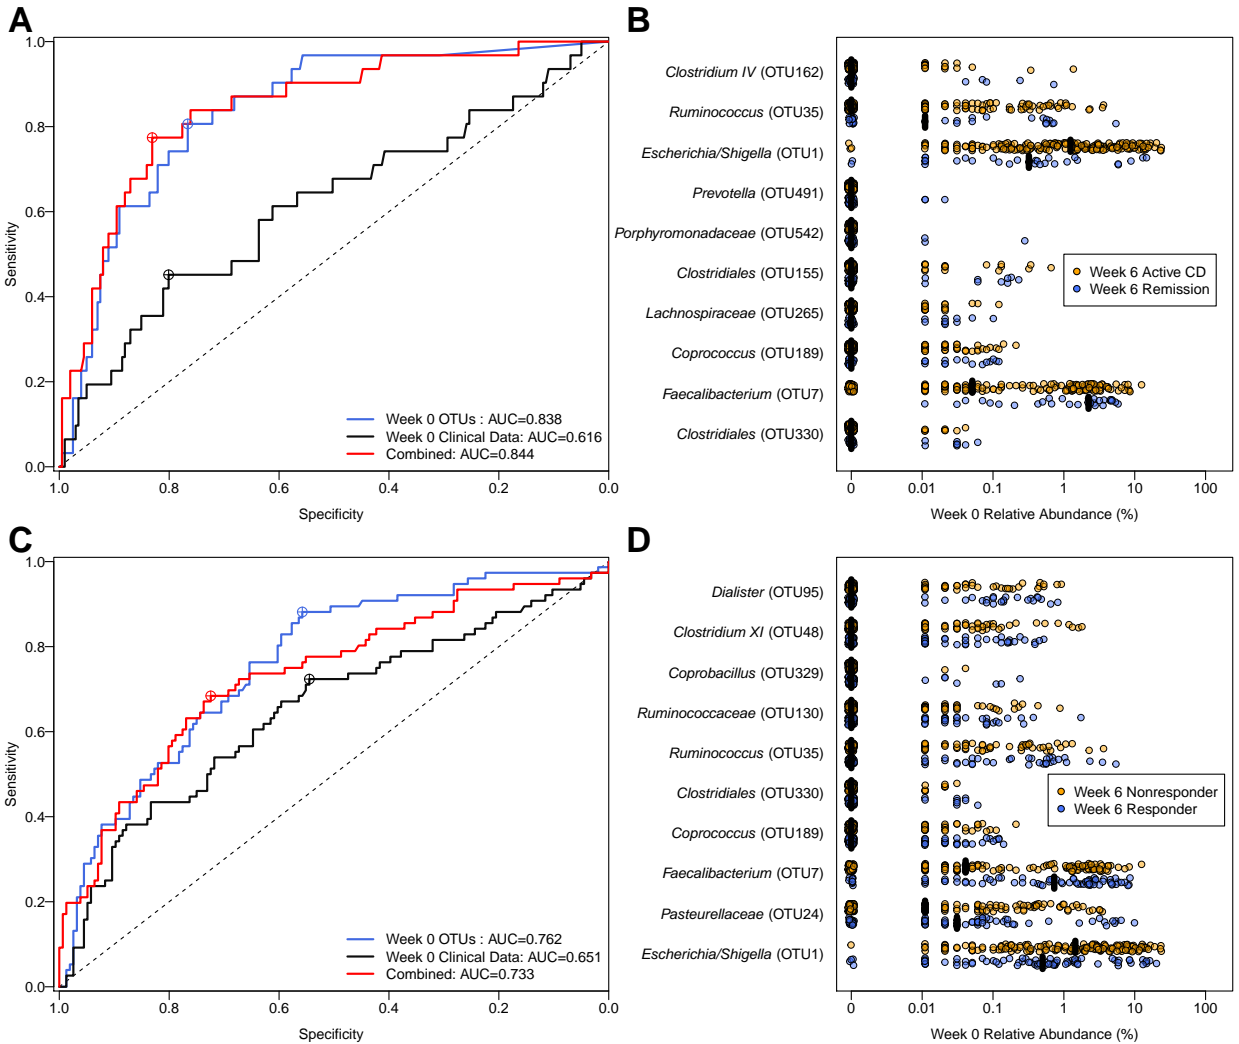 A
Sensitivity
1.0
0.8
0.6
0.4
0.2
0.0
1.0 0.8 0.6 0.4 0.2 0.0
Specificity
Week 0 OTUs : AUC=0.838
Week 0 Clinical Data: AUC=0.616
Combined: AUC=0.844
B
Clostridium IV (OTU162)
Ruminococcus (OTU35)
Escherichia/Shigella (OTU1)
Prevotella (OTU491)
Porphyromonadaceae (OTU542)
Clostridiales (OTU155)
Lachnospiraceae (OTU265)
Coprococcus (OTU189)
Faecalibacterium (OTU7)
Clostridiales (OTU330)
Week 6 Active CD
Week 6 Remission
0 0.01 0.1 1 10 100
Week 0 Relative Abundance (%)
C
Sensitivity
1.0
0.8
0.6
0.4
0.2
0.0
1.0 0.8 0.6 0.4 0.2 0.0
Specificity
Week 0 OTUs : AUC=0.762
Week 0 Clinical Data: AUC=0.651
Combined: AUC=0.733
D
Dialister (OTU95)
Clostridium XI (OTU48)
Coprobacillus (OTU329)
Ruminococcaceae (OTU130)
Ruminococcus (OTU35)
Clostridiales (OTU330)
Coprococcus (OTU189)
Faecalibacterium (OTU7)
Pasteurellaceae (OTU24)
Escherichia/Shigella (OTU1)
Week 6 Nonresponder
Week 6 Responder
0 0.01 0.1 1 10 100
Week 0 Relative Abundance (%)